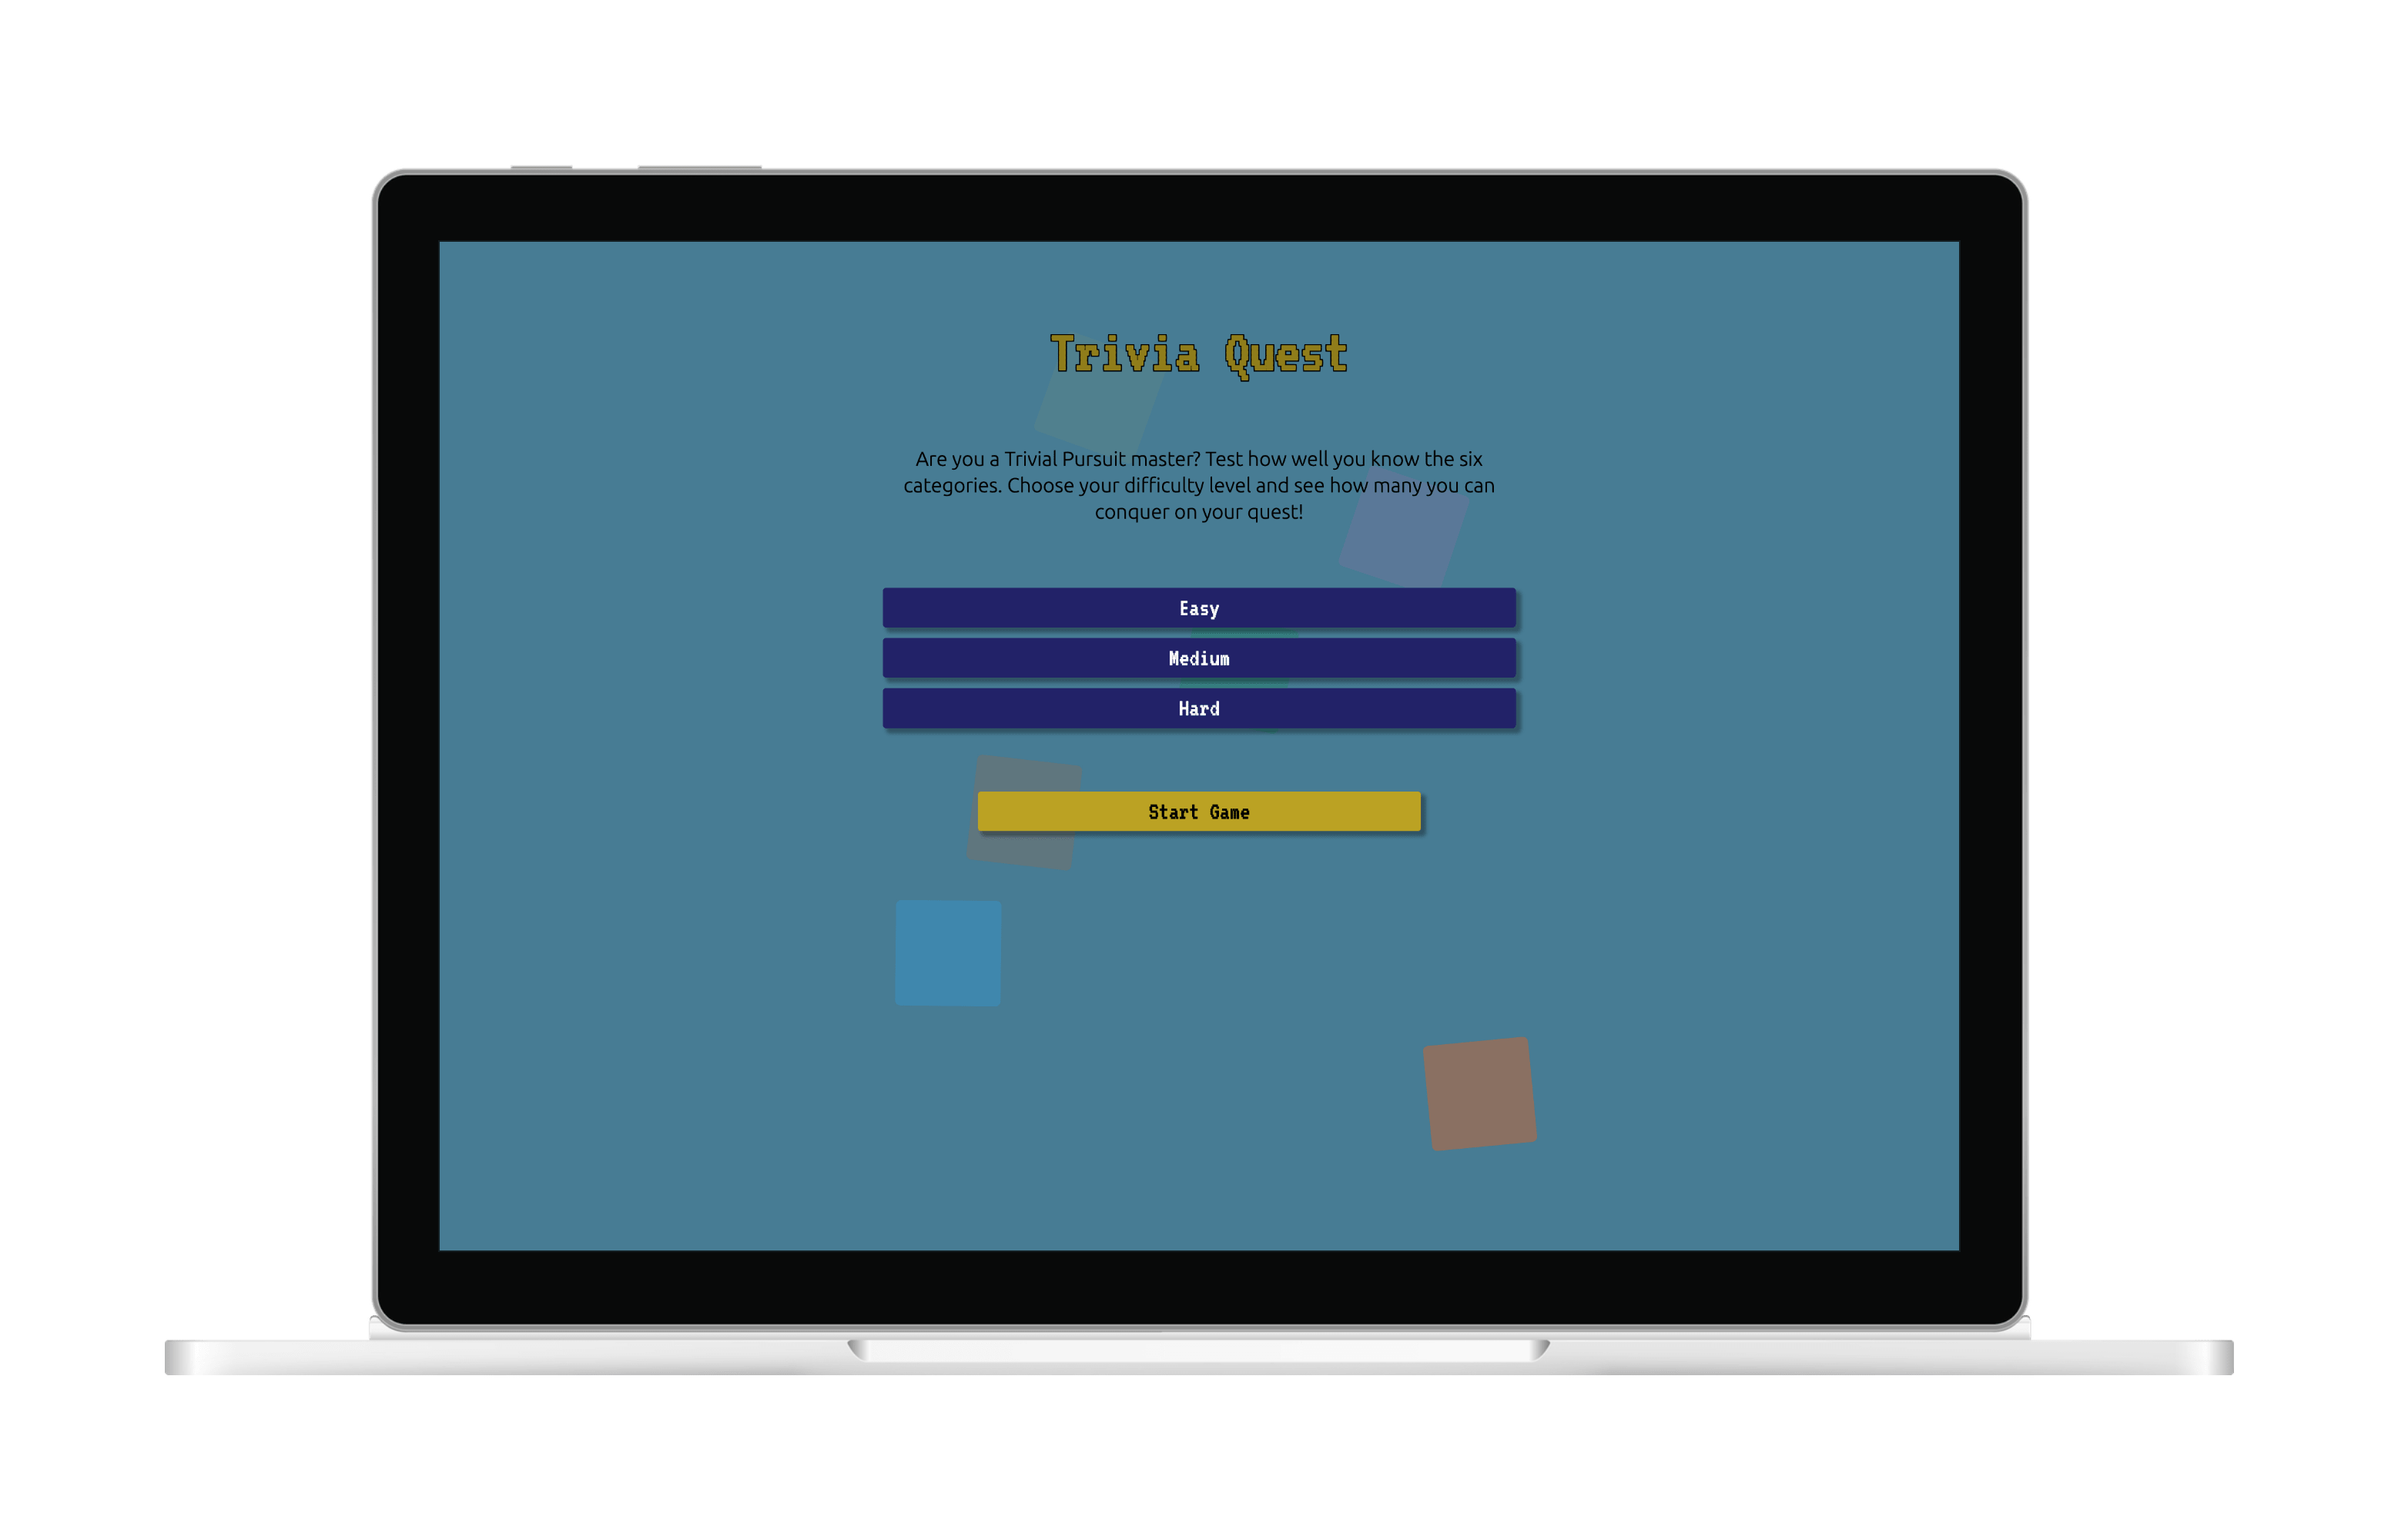 Trivia Quest
Are you a Trivial Pursuit master? Test how well you know the six
categories. Choose your difficulty level and see how many you can
conquer on your quest!
Easy
Medium
Hard
Start Game